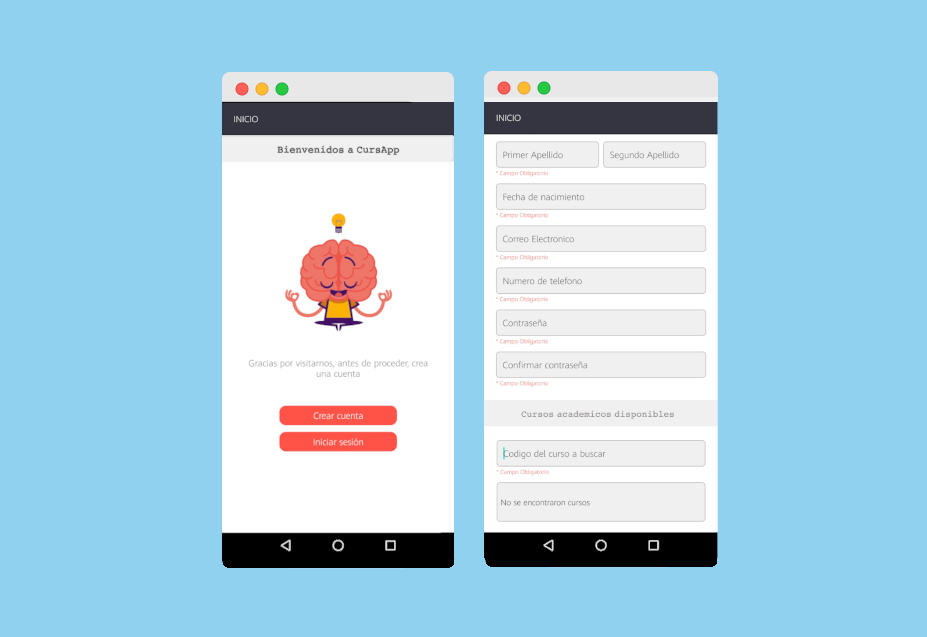 INICIO
Bienvenidos a CursApp
Gracias por visitarnos, antes de proceder, crea
una cuenta
Crear cuenta
Iniciar sesión
INICIO
Primer Apellido
Segundo Apellido
* Campo Obligatorio
Fecha de nacimiento
* Campo Obligatorio
Correo Electronico
* Campo Obligatorio
Numero de telefono
* Campo Obligatorio
Contraseña
* Campo Obligatorio
Confirmar contraseña
* Campo Obligatorio
Cursos academicos disponibles
Codigo del curso a buscar
* Campo Obligatorio
No se encontraron cursos